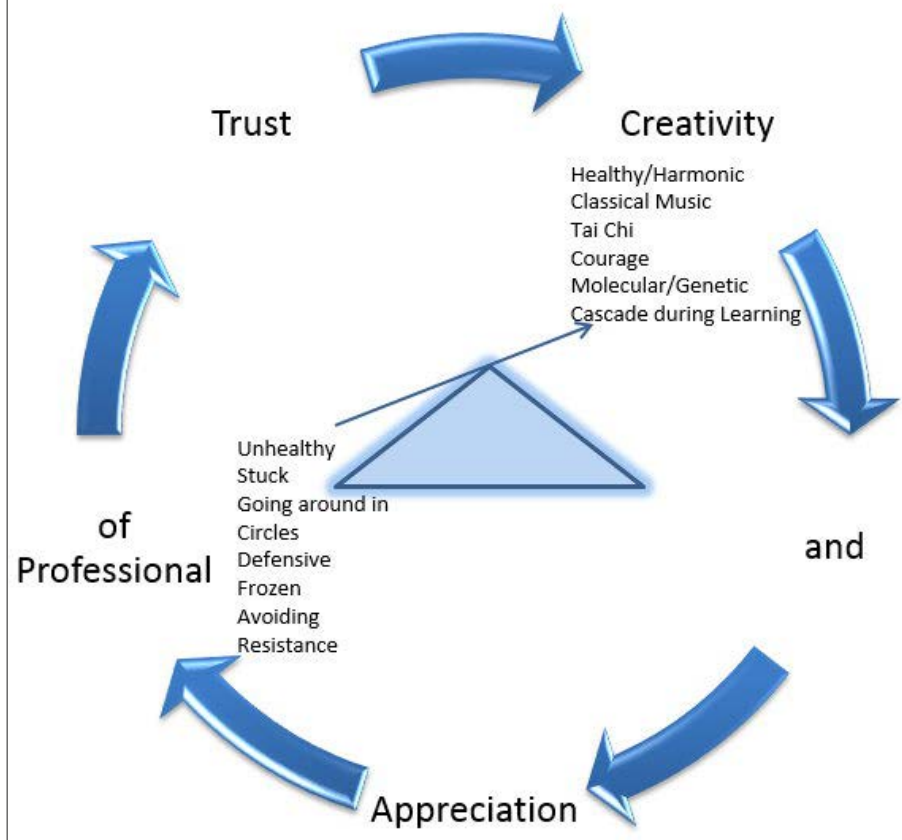 Trust
Creativity
Healthy/Harmonic
Classical Music
Tai Chi
Courage
Molecular/Genetic
Cascade during Learning
and
Appreciation
of
Professional
Unhealthy
Stuck
Going around in
Circles
Defensive
Frozen
Avoiding
Resistance